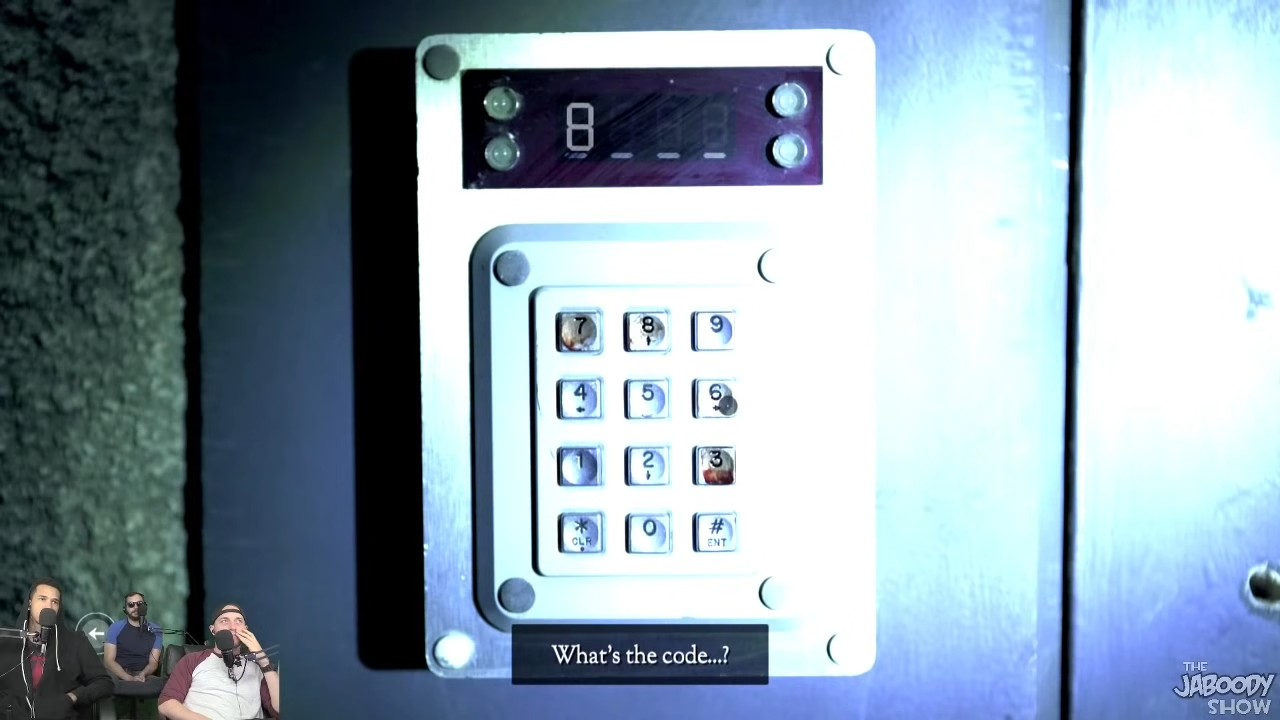 8
7 8 9
4 5 6
1 2 3
* 0 #
CLR ENT
What's the code...?
THE
JABOODY
SHOW